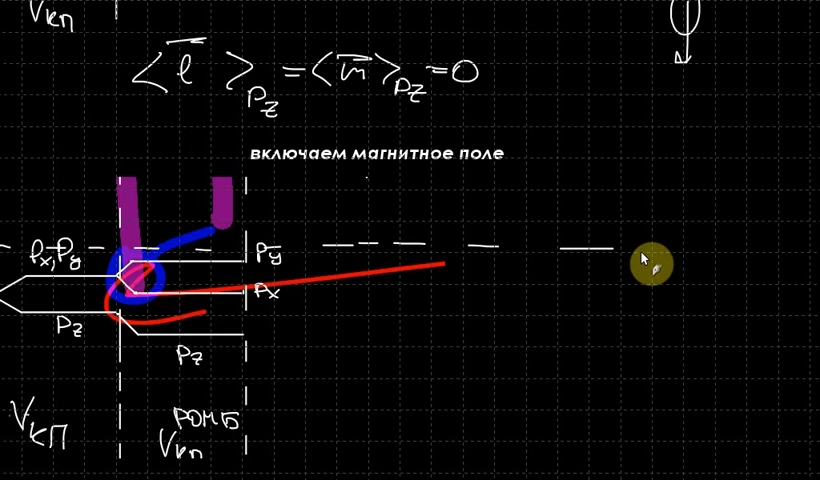 Vкп
⟨l̅⟩Pz = ⟨m̅⟩Pz = 0
включаем магнитное поле
Px, Py
Py
Px
Pz
Pz
Vкп
РОМБ
Vкп